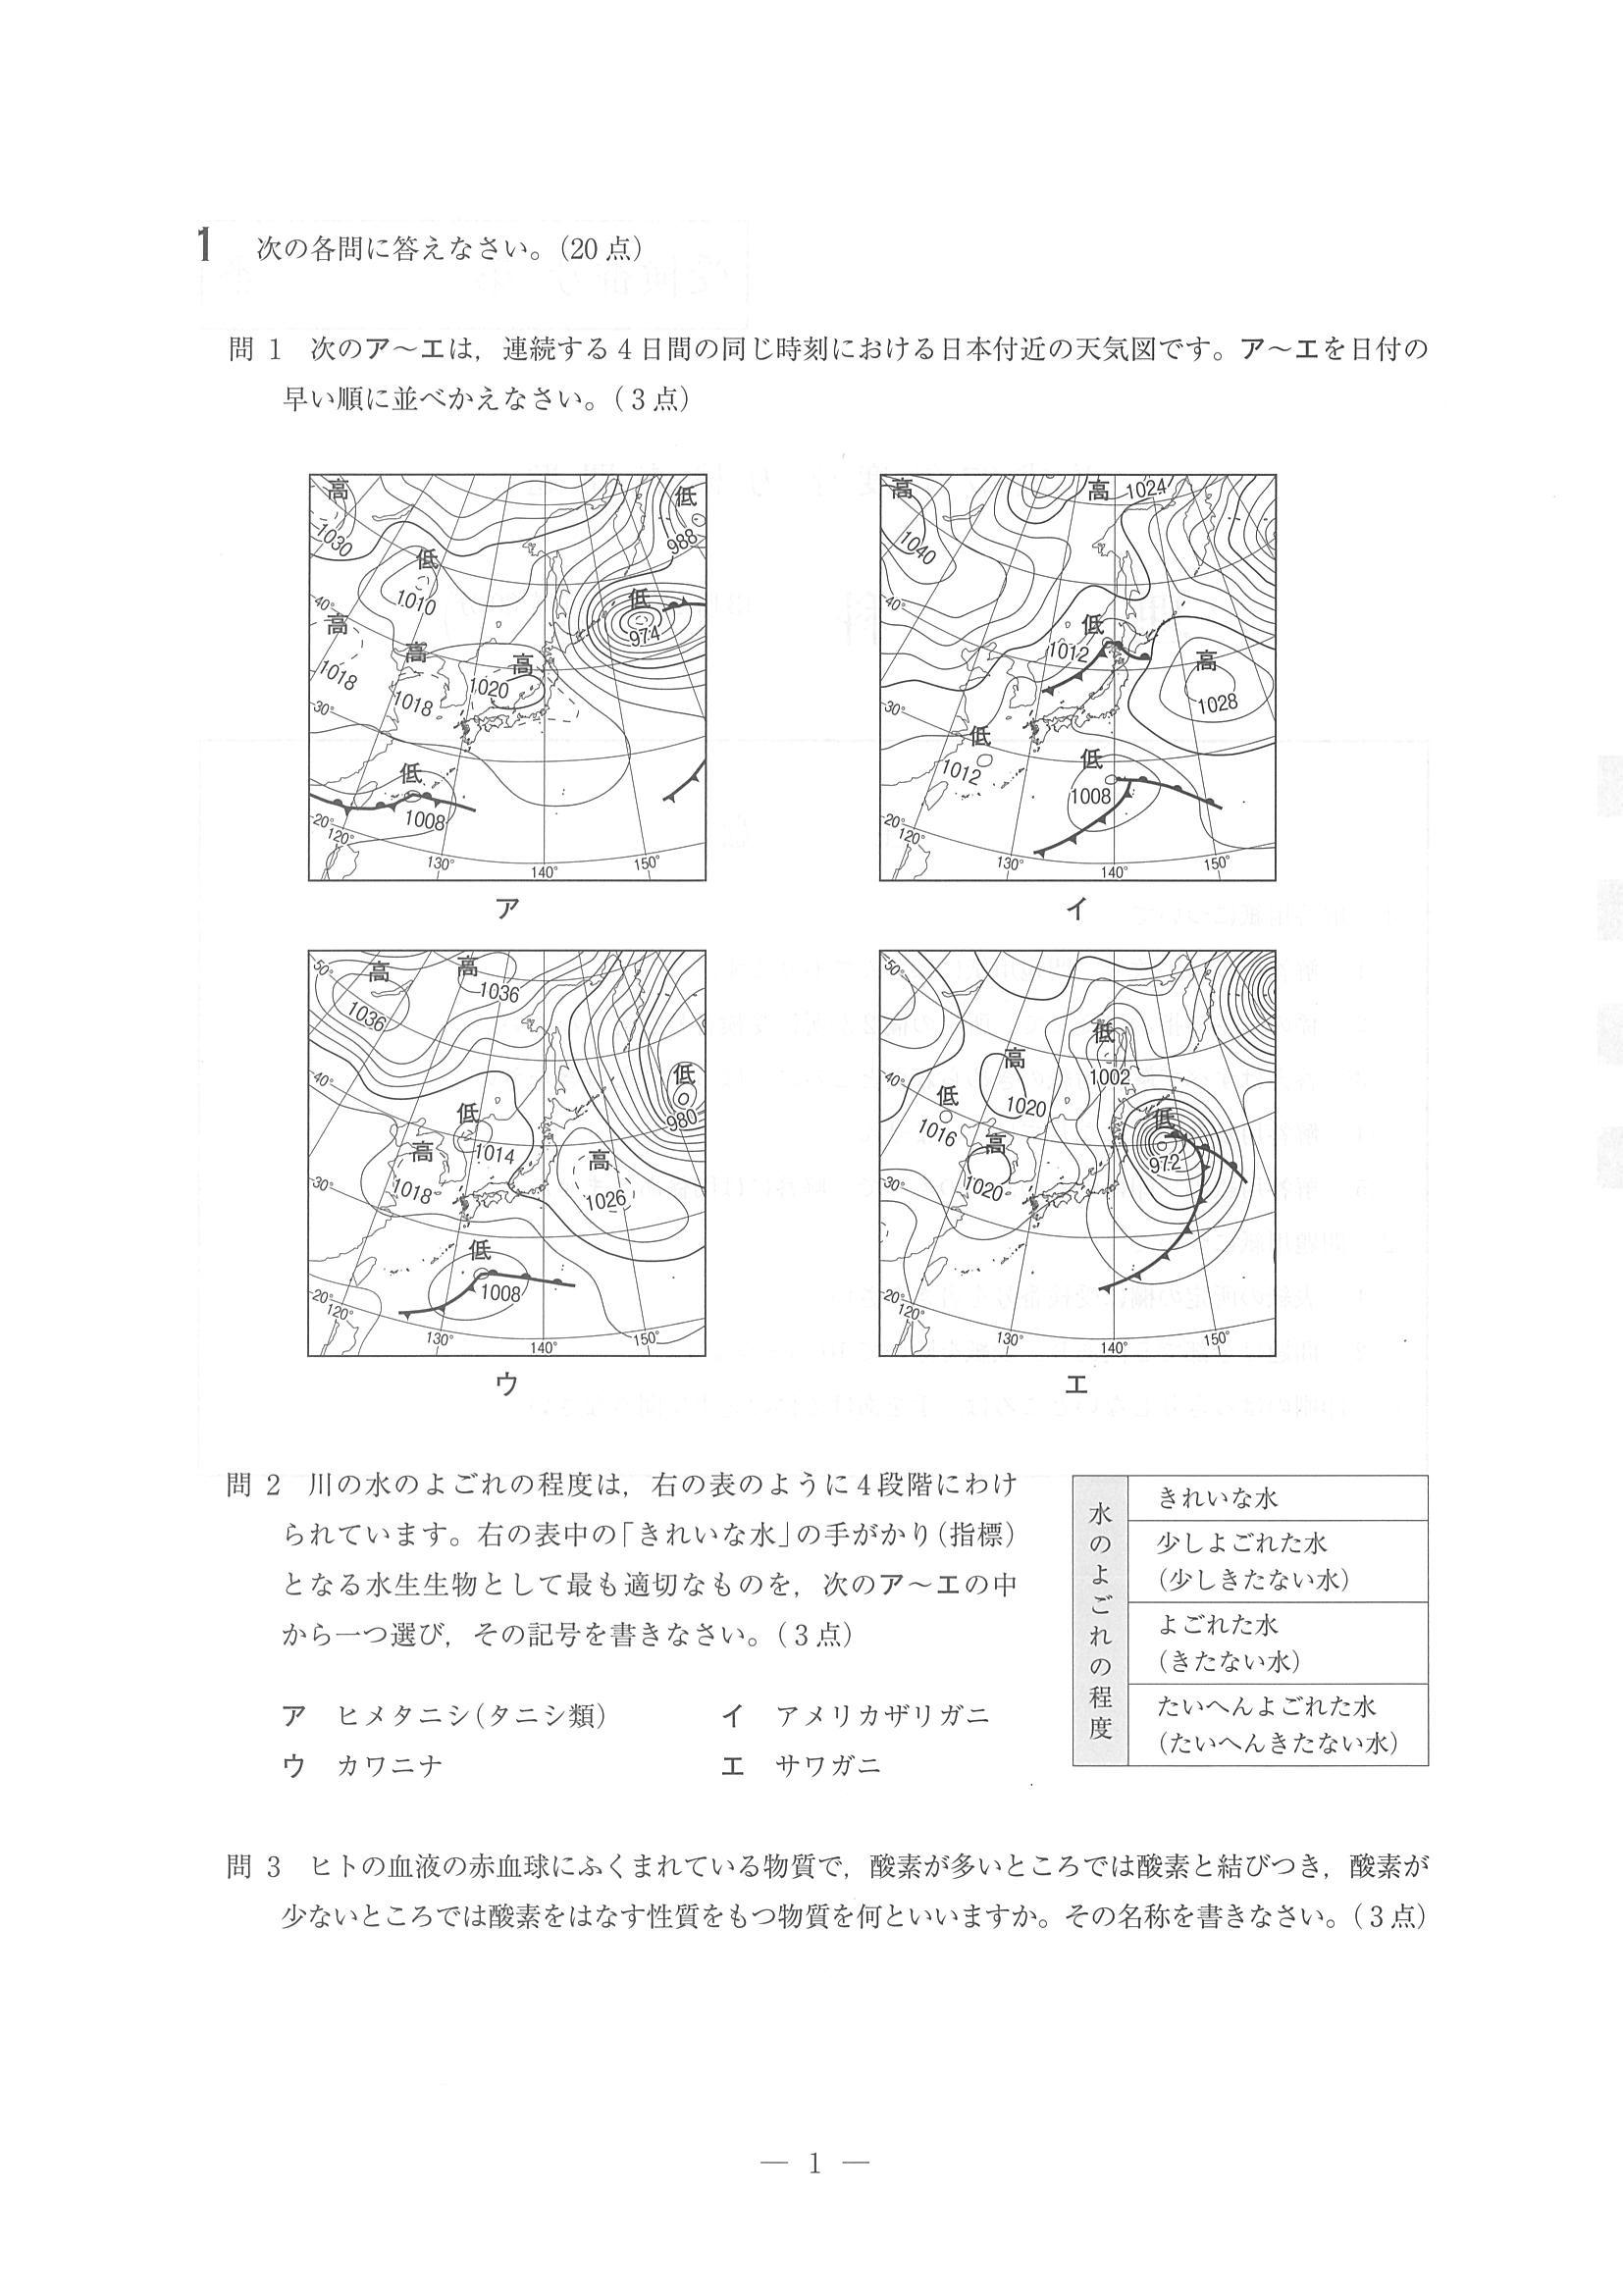 1 次の各問に答えなさい。(20点)
問 1 次のア～エは，連続する4日間の同じ時刻における日本付近の天気図です。ア～エを日付の
早い順に並べかえなさい。(3点)
高
1030
低
1010
低
988
低
974
40°
高
1018
高
1018
高
1020
30°
低
1008
20°
120°
130°
140°
150°
ア
高
1040
高
1024
40°
低
1012
高
1028
30°
低
1012
低
1008
20°
120°
130°
140°
150°
イ
50°
高
1036
高
1036
40°
低
980
低
1014
高
1018
高
1026
30°
低
1008
20°
120°
130°
140°
150°
ウ
50°
低
1002
高
1020
40°
低
1016
低
972
高
1020
30°
20°
120°
130°
140°
150°
エ
問 2 川の水のよごれの程度は，右の表のように4段階にわけ
られています。右の表中の「きれいな水」の手がかり(指標)
となる水生生物として最も適切なものを，次のア～エの中
から一つ選び，その記号を書きなさい。(3点)
ア ヒメタニシ(タニシ類) イ アメリカザリガニ
ウ カワニナ エ サワガニ
水のよごれの程度
きれいな水
少しよごれた水
(少しきたない水)
よごれた水
(きたない水)
たいへんよごれた水
(たいへんきたない水)
問 3 ヒトの血液の赤血球にふくまれている物質で，酸素が多いところでは酸素と結びつき，酸素が
少ないところでは酸素をはなす性質をもつ物質を何といいますか。その名称を書きなさい。(3点)
— 1 —